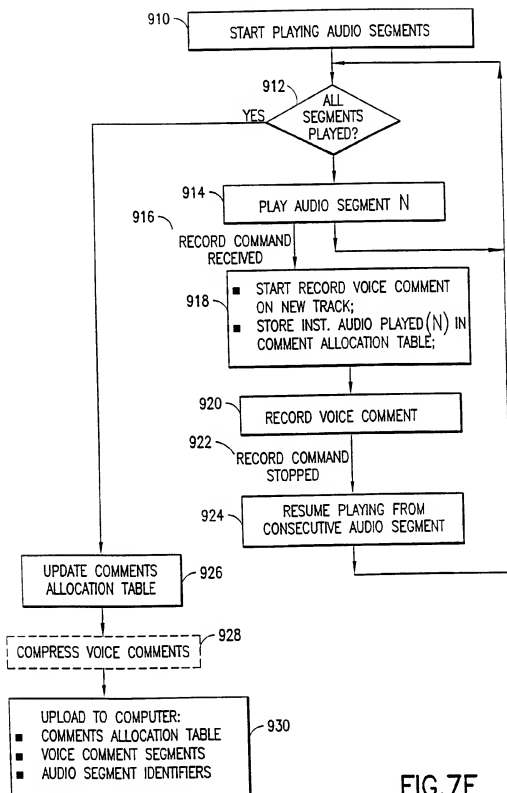 910
START PLAYING AUDIO SEGMENTS
912
ALL
SEGMENTS
PLAYED?
YES
914
PLAY AUDIO SEGMENT N
916
RECORD COMMAND
RECEIVED
918
■ START RECORD VOICE COMMENT
ON NEW TRACK;
■ STORE INST. AUDIO PLAYED(N) IN
COMMENT ALLOCATION TABLE;
920
RECORD VOICE COMMENT
922
RECORD COMMAND
STOPPED
924
RESUME PLAYING FROM
CONSECUTIVE AUDIO SEGMENT
UPDATE COMMENTS
ALLOCATION TABLE
926
COMPRESS VOICE COMMENTS
928
UPLOAD TO COMPUTER:
■ COMMENTS ALLOCATION TABLE
■ VOICE COMMENT SEGMENTS
■ AUDIO SEGMENT IDENTIFIERS
930
FIG.7E